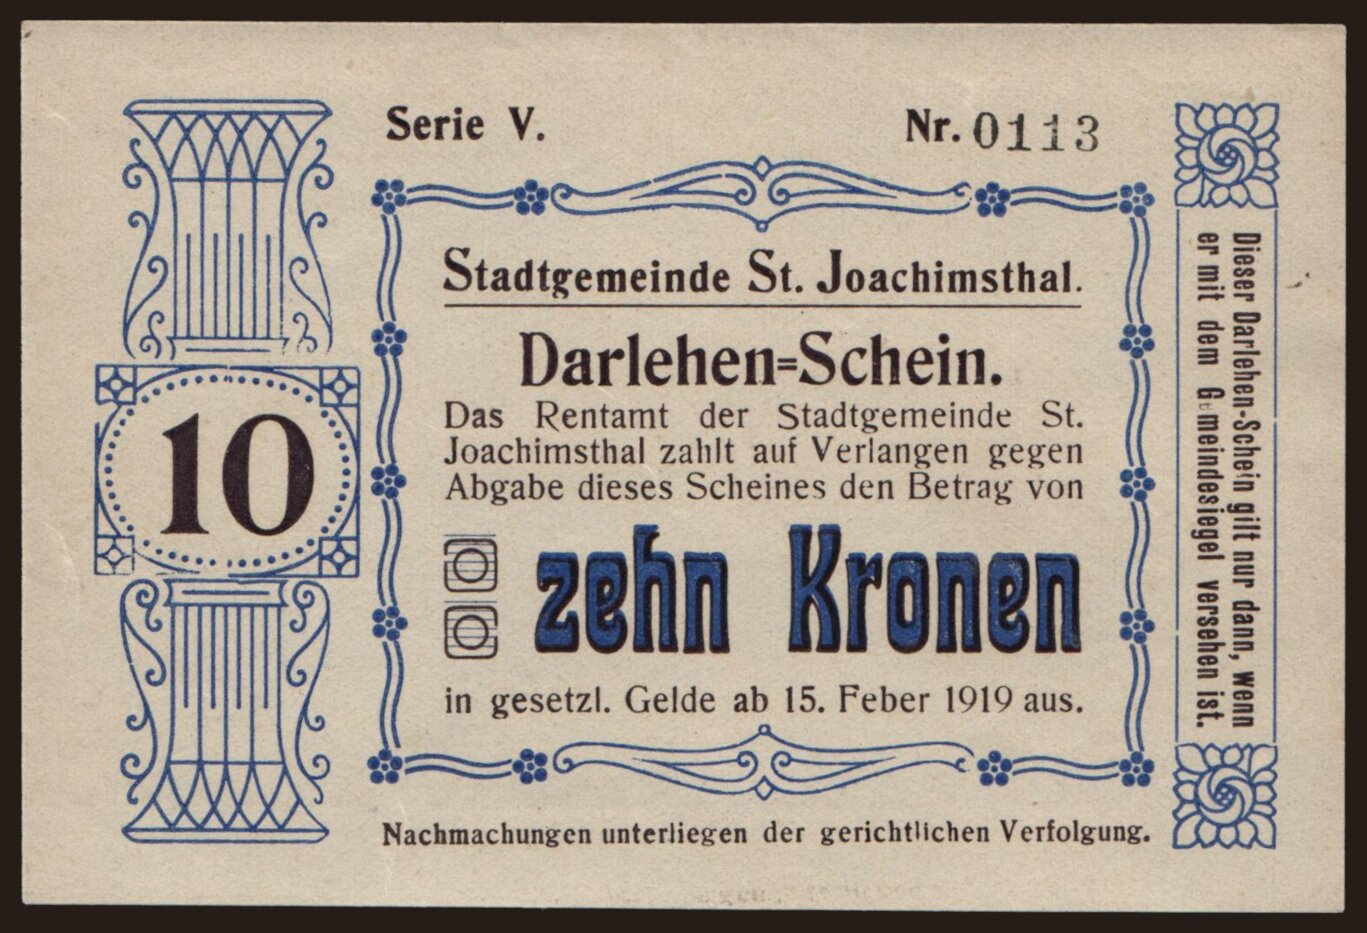 Serie V.
Nr. 0113
Stadtgemeinde St. Joachimsthal.
Darlehen=Schein.
Das Rentamt der Stadtgemeinde St.
Joachimsthal zahlt auf Verlangen gegen
Abgabe dieses Scheines den Betrag von
10
zehn Kronen
in gesetzl. Gelde ab 15. Feber 1919 aus.
Nachmachungen unterliegen der gerichtlichen Verfolgung.
Dieser Darlehen-Schein gilt nur dann, wenn
er mit dem Gemeindesiegel versehen ist.